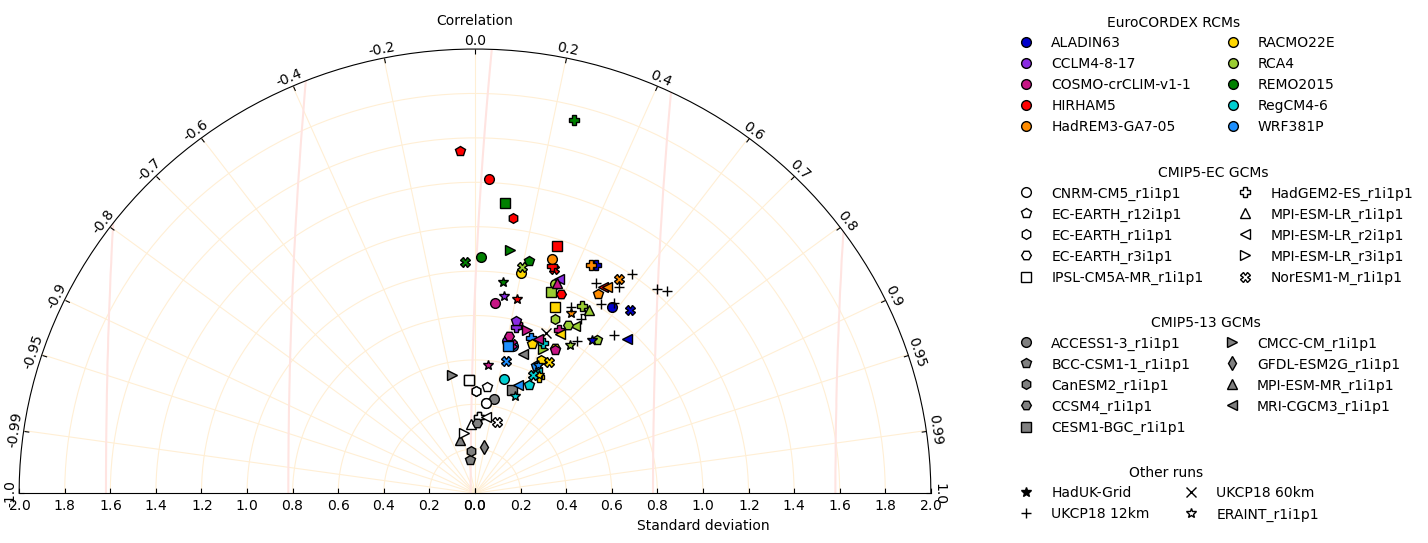 Correlation
-1.0
-0.99
-0.95
-0.9
-0.8
-0.7
-0.6
-0.4
-0.2
0.0
0.2
0.4
0.6
0.7
0.8
0.9
0.95
0.99
1.0
2.0 1.8 1.6 1.4 1.2 1.0 0.8 0.6 0.4 0.2 0.0 0.2 0.4 0.6 0.8 1.0 1.2 1.4 1.6 1.8 2.0
Standard deviation
EuroCORDEX RCMs
ALADIN63 RACMO22E
CCLM4-8-17 RCA4
COSMO-crCLIM-v1-1 REMO2015
HIRHAM5 RegCM4-6
HadREM3-GA7-05 WRF381P
CMIP5-EC GCMs
CNRM-CM5_r1i1p1 HadGEM2-ES_r1i1p1
EC-EARTH_r12i1p1 MPI-ESM-LR_r1i1p1
EC-EARTH_r1i1p1 MPI-ESM-LR_r2i1p1
EC-EARTH_r3i1p1 MPI-ESM-LR_r3i1p1
IPSL-CM5A-MR_r1i1p1 NorESM1-M_r1i1p1
CMIP5-13 GCMs
ACCESS1-3_r1i1p1 CMCC-CM_r1i1p1
BCC-CSM1-1_r1i1p1 GFDL-ESM2G_r1i1p1
CanESM2_r1i1p1 MPI-ESM-MR_r1i1p1
CCSM4_r1i1p1 MRI-CGCM3_r1i1p1
CESM1-BGC_r1i1p1
Other runs
HadUK-Grid UKCP18 60km
UKCP18 12km ERAINT_r1i1p1